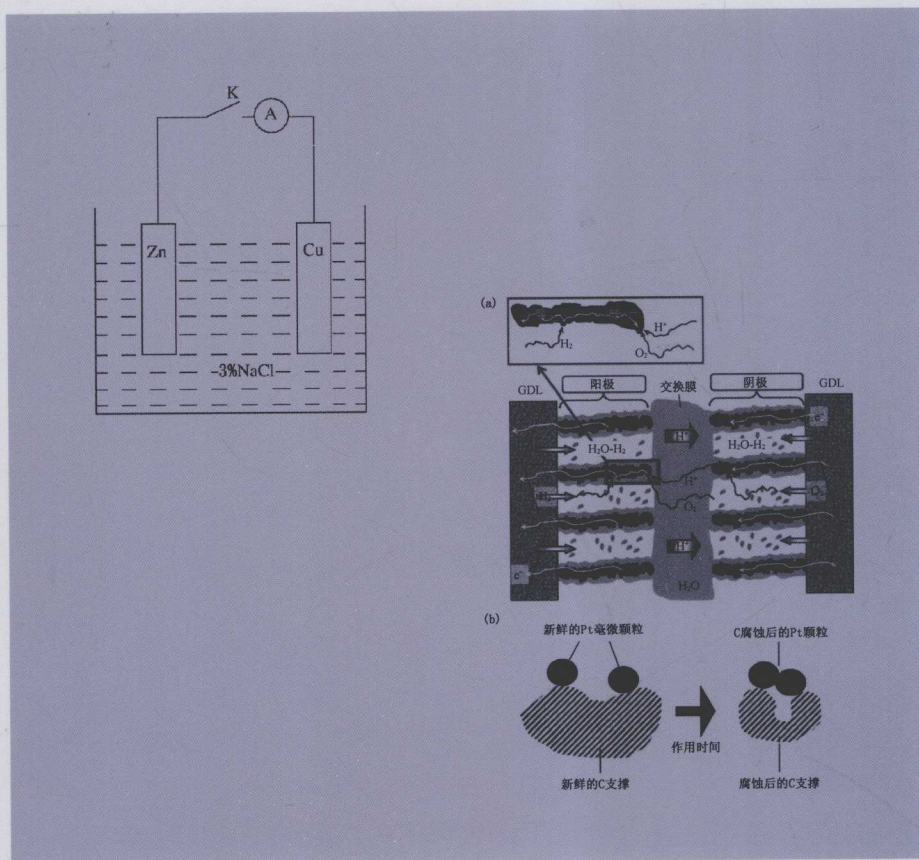 K
A
Zn
Cu
-3%NaCl-
(a)
H₂
H⁺
O₂
GDL
阳极
交换膜
阴极
GDL
H⁺
e⁻
H₂O-H₂
H₂O-H₂
H⁺
H₂
O₂
O₂
H⁺
e⁻
H₂O
(b)
新鲜的Pt毫微颗粒
C腐蚀后的Pt颗粒
作用时间
新鲜的C支撑
腐蚀后的C支撑